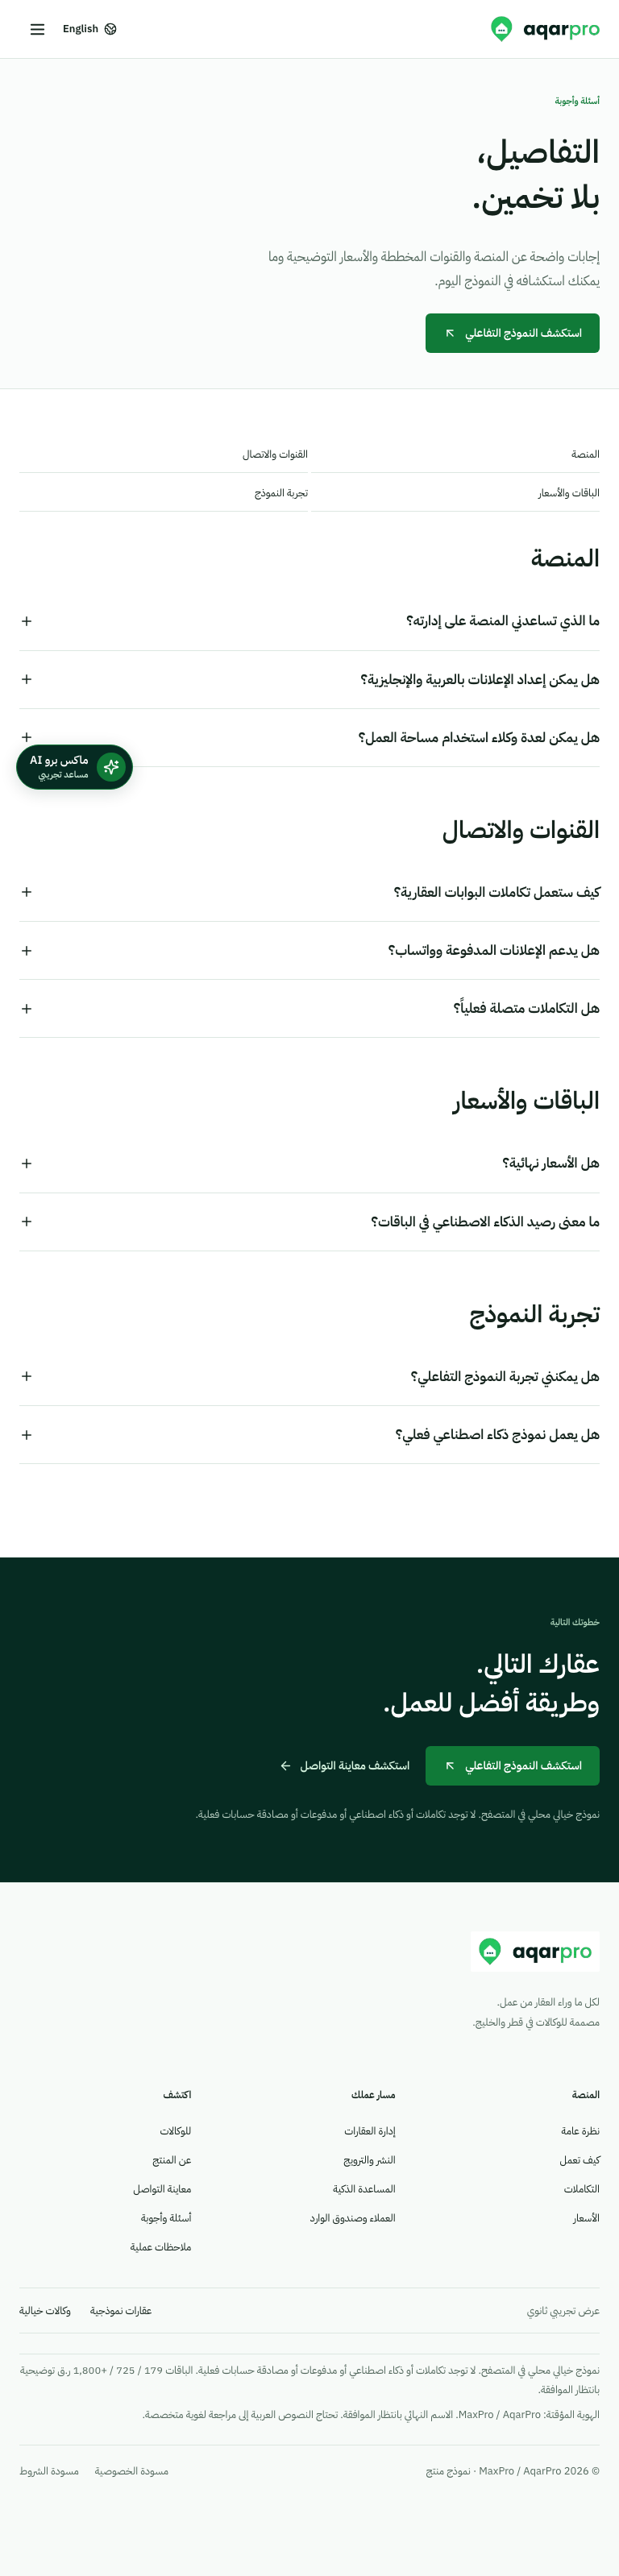 aqarpro
English
أسئلة وأجوبة
التفاصيل،
بلا تخمين.
إجابات واضحة عن المنصة والقنوات المخططة والأسعار التوضيحية وما
يمكنك استكشافه في النموذج اليوم.
استكشف النموذج التفاعلي
المنصة
القنوات والاتصال
الباقات والأسعار
تجربة النموذج
المنصة
ما الذي تساعدني المنصة على إدارته؟
هل يمكن إعداد الإعلانات بالعربية والإنجليزية؟
هل يمكن لعدة وكلاء استخدام مساحة العمل؟
ماكس برو AI
مساعد تجريبي
القنوات والاتصال
كيف ستعمل تكاملات البوابات العقارية؟
هل يدعم الإعلانات المدفوعة وواتساب؟
هل التكاملات متصلة فعلياً؟
الباقات والأسعار
هل الأسعار نهائية؟
ما معنى رصيد الذكاء الاصطناعي في الباقات؟
تجربة النموذج
هل يمكنني تجربة النموذج التفاعلي؟
هل يعمل نموذج ذكاء اصطناعي فعلي؟
خطوتك التالية
عقارك التالي.
وطريقة أفضل للعمل.
استكشف النموذج التفاعلي
استكشف معاينة التواصل
نموذج خيالي محلي في المتصفح. لا توجد تكاملات أو ذكاء اصطناعي أو مدفوعات أو مصادقة حسابات فعلية.
aqarpro
لكل ما وراء العقار من عمل.
مصممة للوكالات في قطر والخليج.
المنصة
نظرة عامة
كيف تعمل
التكاملات
الأسعار
مسار عملك
إدارة العقارات
النشر والترويج
المساعدة الذكية
العملاء وصندوق الوارد
اكتشف
للوكالات
عن المنتج
معاينة التواصل
أسئلة وأجوبة
ملاحظات عملية
عرض تجريبي ثانوي
عقارات نموذجية
وكالات خيالية
نموذج خيالي محلي في المتصفح. لا توجد تكاملات أو ذكاء اصطناعي أو مدفوعات أو مصادقة حسابات فعلية. الباقات 179 / 725 / +1,800 ر.ق توضيحية
بانتظار الموافقة.
الهوية المؤقتة: MaxPro / AqarPro. الاسم النهائي بانتظار الموافقة. تحتاج النصوص العربية إلى مراجعة لغوية متخصصة.
© 2026 MaxPro / AqarPro · نموذج منتج
مسودة الخصوصية
مسودة الشروط